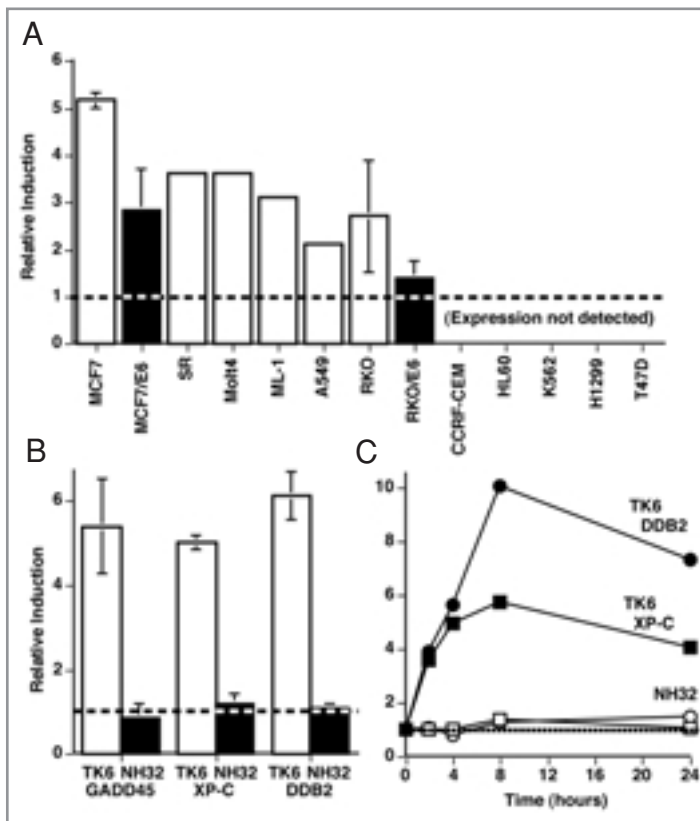 A
Relative Induction
6
5
4
3
2
1
0
(Expression not detected)
MCF7
MCF7/E6
SR
Molt4
ML-1
A549
RKO
RKO/E6
CCRF-CEM
HL60
K562
H1299
T47D
B
Relative Induction
6
4
2
0
TK6 NH32 TK6 NH32 TK6 NH32
GADD45 XP-C DDB2
C
10
8
6
4
2
0
TK6
DDB2
TK6
XP-C
NH32
0 4 8 12 16 20 24
Time (hours)